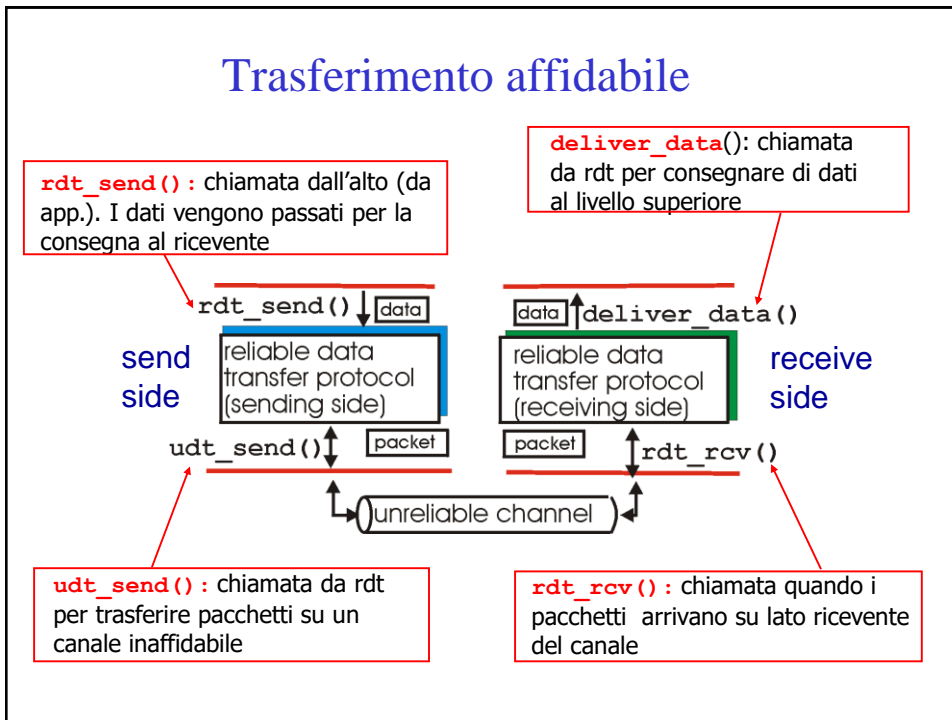 Trasferimento affidabile
rdt_send(): chiamata dall'alto (da
app.). I dati vengono passati per la
consegna al ricevente
deliver_data(): chiamata
da rdt per consegnare di dati
al livello superiore
rdt_send()
data
data
deliver_data()
send
side
reliable data
transfer protocol
(sending side)
reliable data
transfer protocol
(receiving side)
receive
side
udt_send()
packet
packet
rdt_rcv()
unreliable channel
udt_send(): chiamata da rdt
per trasferire pacchetti su un
canale inaffidabile
rdt_rcv(): chiamata quando i
pacchetti arrivano su lato ricevente
del canale